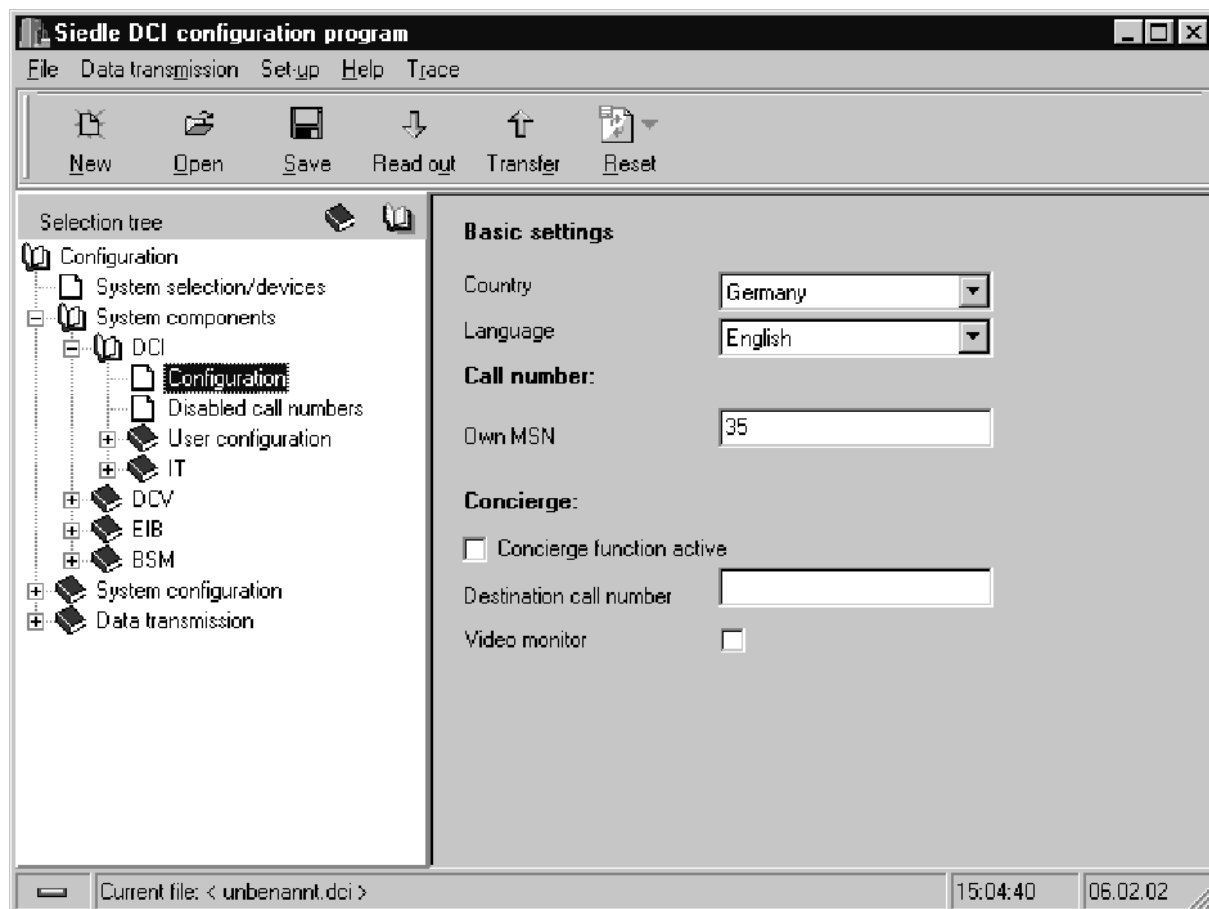 Siedle DCI configuration program
File Data transmission Set-up Help Trace
New Open Save Read out Transfer Reset
Selection tree
Configuration
System selection/devices
System components
DCI
Configuration
Disabled call numbers
User configuration
IT
DCV
EIB
BSM
System configuration
Data transmission
Basic settings
Country Germany
Language English
Call number:
Own MSN 35
Concierge:
Concierge function active
Destination call number
Video monitor
Current file: < unbenannt.dci > 15:04:40 06.02.02